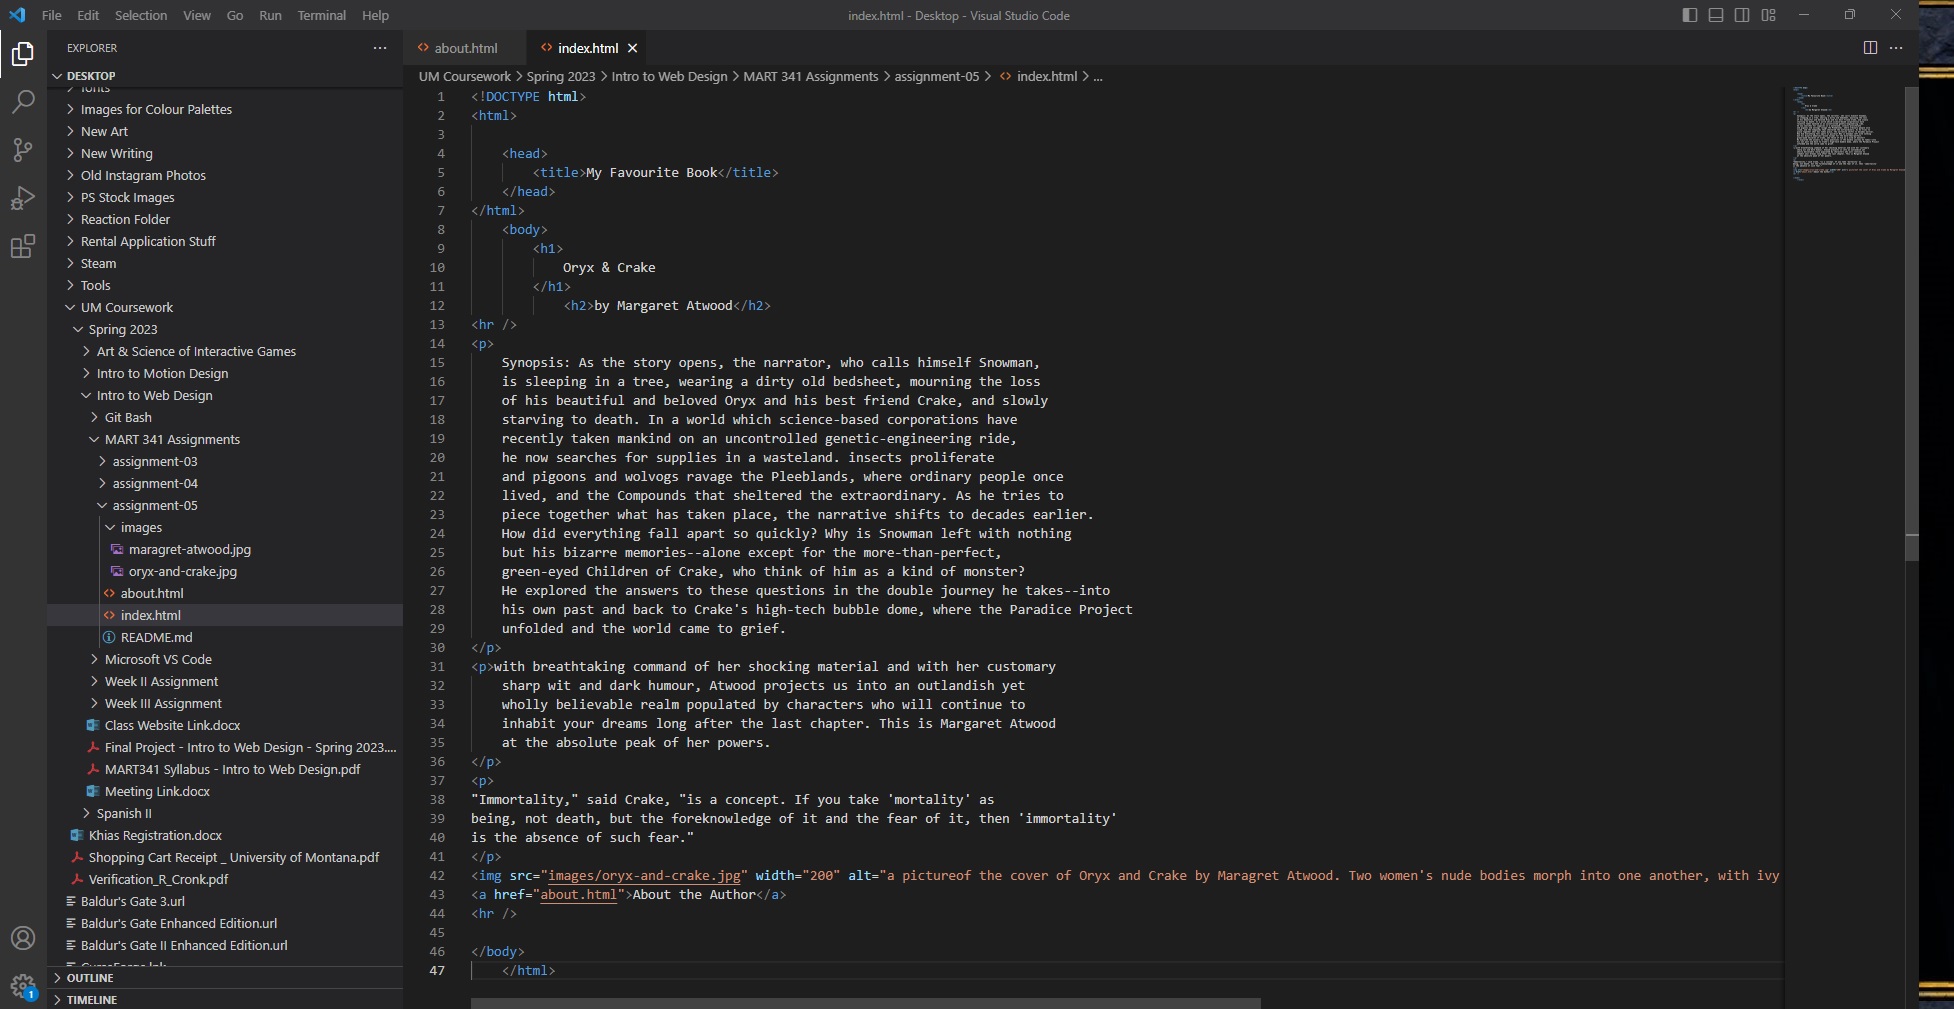 File Edit Selection View Go Run Terminal Help
index.html - Desktop - Visual Studio Code
EXPLORER
DESKTOP
fonts
Images for Colour Palettes
New Art
New Writing
Old Instagram Photos
PS Stock Images
Reaction Folder
Rental Application Stuff
Steam
Tools
UM Coursework
Spring 2023
Art & Science of Interactive Games
Intro to Motion Design
Intro to Web Design
Git Bash
MART 341 Assignments
assignment-03
assignment-04
assignment-05
images
maragret-atwood.jpg
oryx-and-crake.jpg
about.html
index.html
README.md
Microsoft VS Code
Week II Assignment
Week III Assignment
Class Website Link.docx
Final Project - Intro to Web Design - Spring 2023....
MART341 Syllabus - Intro to Web Design.pdf
Meeting Link.docx
Spanish II
Khias Registration.docx
Shopping Cart Receipt _ University of Montana.pdf
Verification_R_Cronk.pdf
Baldur's Gate 3.url
Baldur's Gate Enhanced Edition.url
Baldur's Gate II Enhanced Edition.url
OUTLINE
TIMELINE
1
about.html index.html
UM Coursework > Spring 2023 > Intro to Web Design > MART 341 Assignments > assignment-05 > index.html > ...
1 <!DOCTYPE html>
2 <html>
3
4 <head>
5 <title>My Favourite Book</title>
6 </head>
7 </html>
8 <body>
9 <h1>
10 Oryx & Crake
11 </h1>
12 <h2>by Margaret Atwood</h2>
13 <hr />
14 <p>
15 Synopsis: As the story opens, the narrator, who calls himself Snowman,
16 is sleeping in a tree, wearing a dirty old bedsheet, mourning the loss
17 of his beautiful and beloved Oryx and his best friend Crake, and slowly
18 starving to death. In a world which science-based corporations have
19 recently taken mankind on an uncontrolled genetic-engineering ride,
20 he now searches for supplies in a wasteland. insects proliferate
21 and pigoons and wolvogs ravage the Pleeblands, where ordinary people once
22 lived, and the Compounds that sheltered the extraordinary. As he tries to
23 piece together what has taken place, the narrative shifts to decades earlier.
24 How did everything fall apart so quickly? Why is Snowman left with nothing
25 but his bizarre memories--alone except for the more-than-perfect,
26 green-eyed Children of Crake, who think of him as a kind of monster?
27 He explored the answers to these questions in the double journey he takes--into
28 his own past and back to Crake's high-tech bubble dome, where the Paradice Project
29 unfolded and the world came to grief.
30 </p>
31 <p>with breathtaking command of her shocking material and with her customary
32 sharp wit and dark humour, Atwood projects us into an outlandish yet
33 wholly believable realm populated by characters who will continue to
34 inhabit your dreams long after the last chapter. This is Margaret Atwood
35 at the absolute peak of her powers.
36 </p>
37 <p>
38 "Immortality," said Crake, "is a concept. If you take 'mortality' as
39 being, not death, but the foreknowledge of it and the fear of it, then 'immortality'
40 is the absence of such fear."
41 </p>
42 <img src="images/oryx-and-crake.jpg" width="200" alt="a pictureof the cover of Oryx and Crake by Maragret Atwood. Two women's nude bodies morph into one another, with ivy
43 <a href="about.html">About the Author</a>
44 <hr />
45
46 </body>
47 </html>